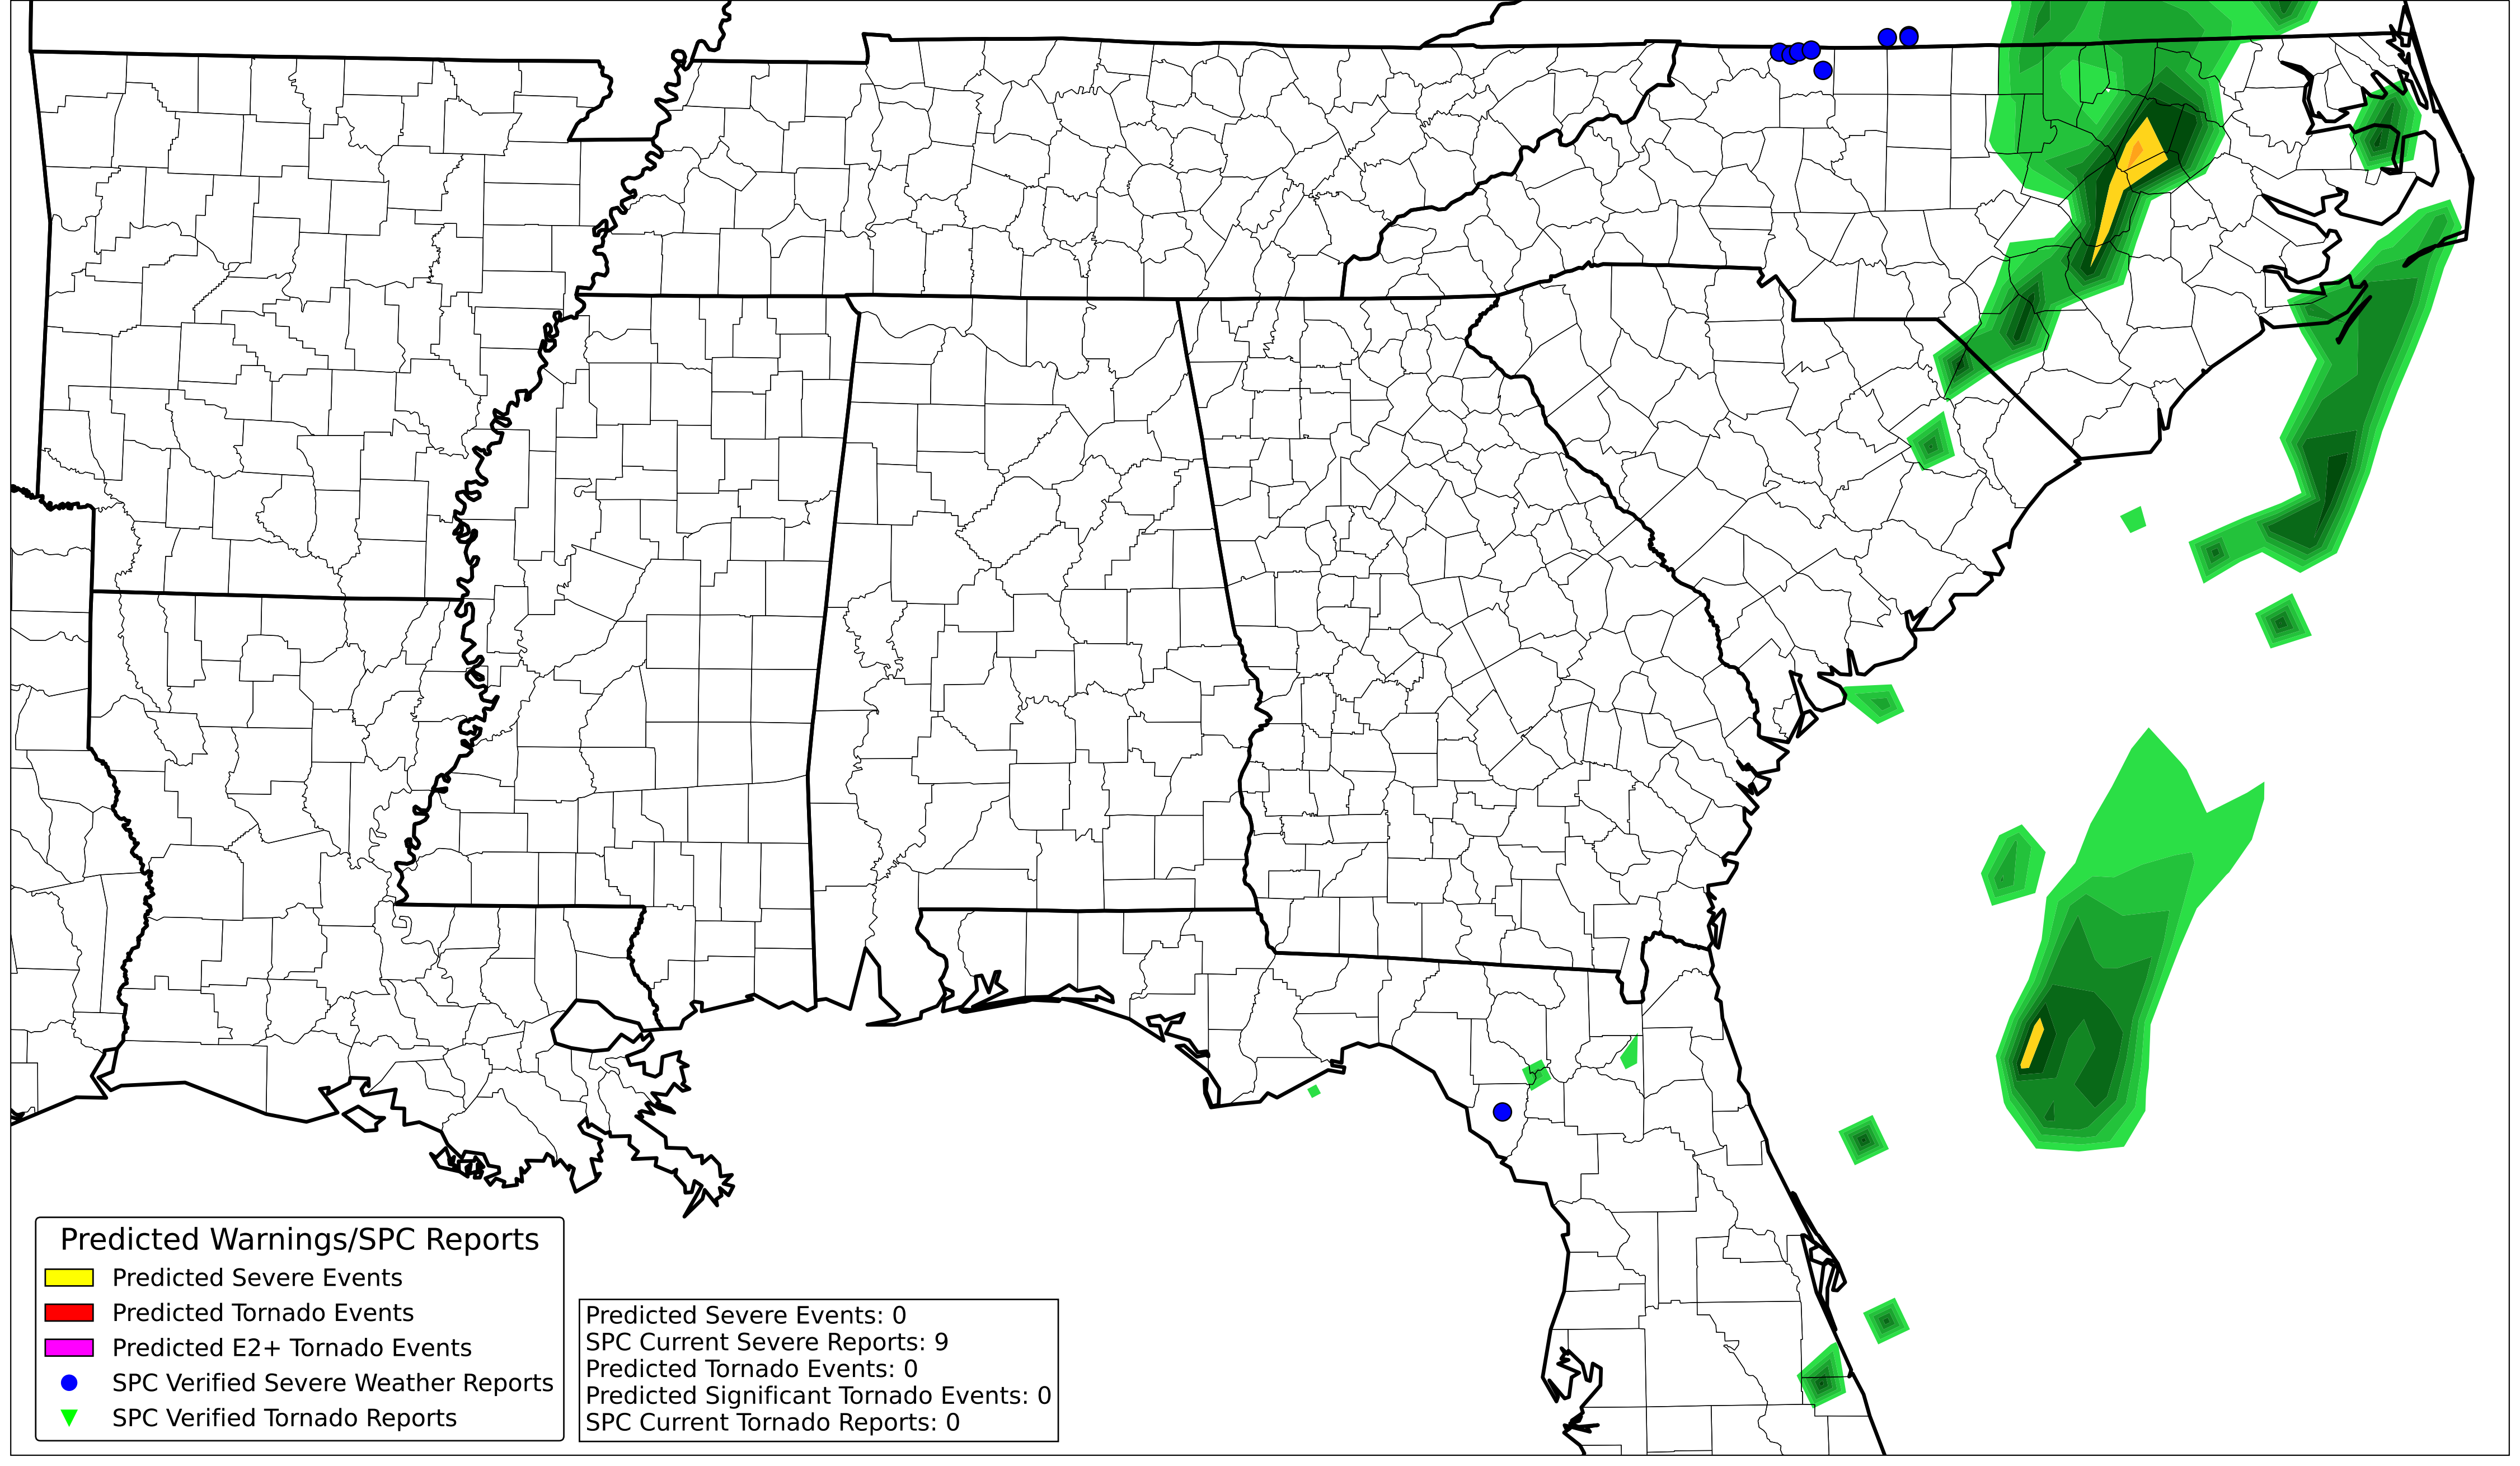 Predicted Warnings/SPC Reports
Predicted Severe Events
Predicted Tornado Events
Predicted E2+ Tornado Events
SPC Verified Severe Weather Reports
SPC Verified Tornado Reports
Predicted Severe Events: 0
SPC Current Severe Reports: 9
Predicted Tornado Events: 0
Predicted Significant Tornado Events: 0
SPC Current Tornado Reports: 0